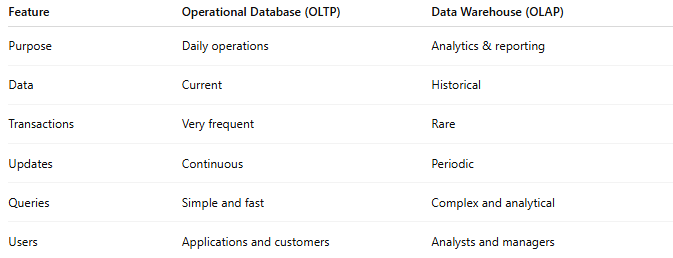 Feature Operational Database (OLTP) Data Warehouse (OLAP)
Purpose Daily operations Analytics & reporting
Data Current Historical
Transactions Very frequent Rare
Updates Continuous Periodic
Queries Simple and fast Complex and analytical
Users Applications and customers Analysts and managers